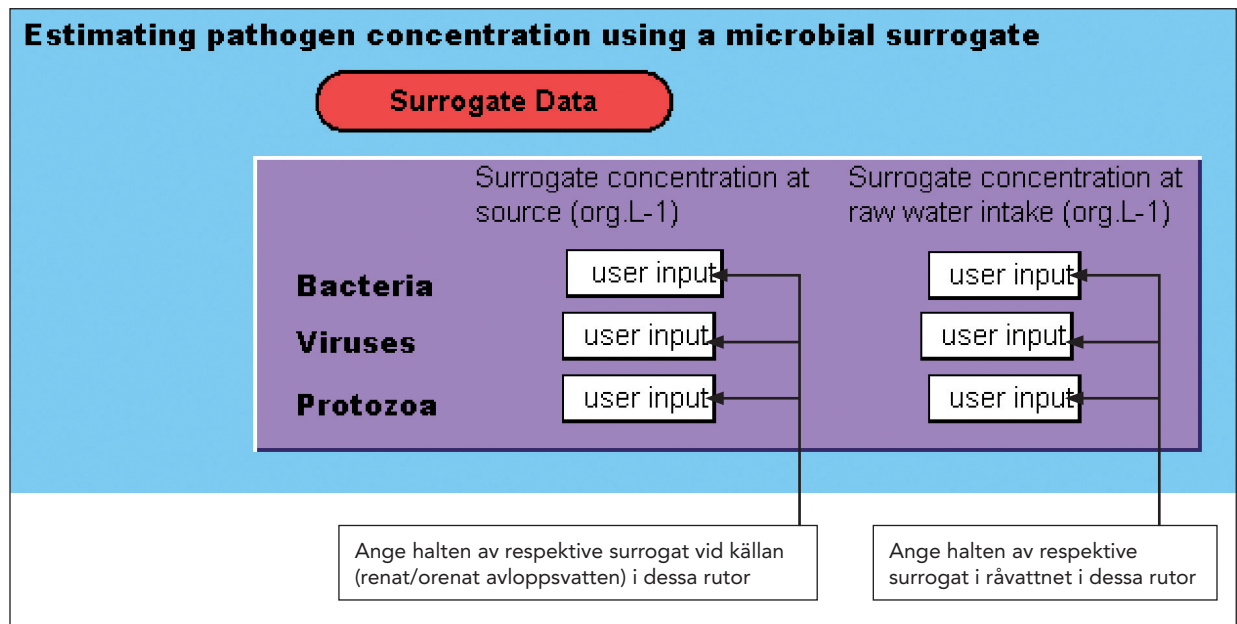 Estimating pathogen concentration using a microbial surrogate
Surrogate Data
Surrogate concentration at
source (org.L-1)
Surrogate concentration at
raw water intake (org.L-1)
Bacteria user input user input
Viruses user input user input
Protozoa user input user input
Ange halten av respektive surrogat vid källan
(renat/orenat avloppsvatten) i dessa rutor
Ange halten av respektive
surrogat i råvattnet i dessa rutor